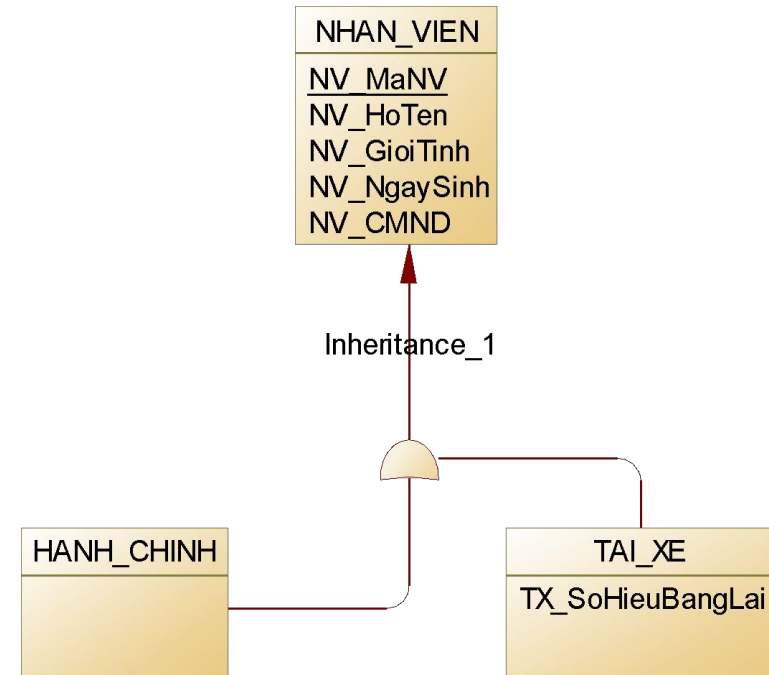 NHAN_VIEN
NV_MaNV
NV_HoTen
NV_GioiTinh
NV_NgaySinh
NV_CMND
Inheritance_1
HANH_CHINH
TAI_XE
TX_SoHieuBangLai